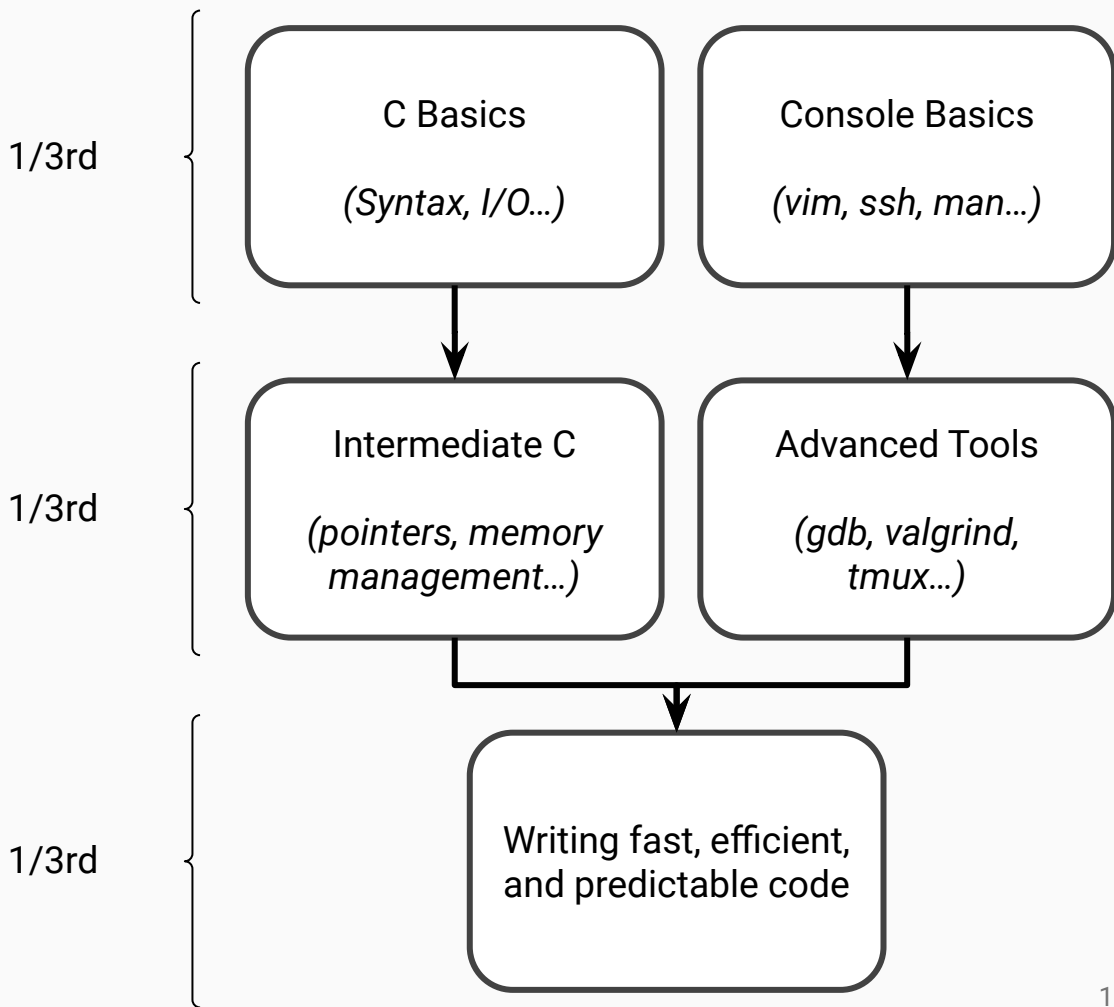 1/3rd
C Basics
(Syntax, I/O…)
Console Basics
(vim, ssh, man…)
1/3rd
Intermediate C
(pointers, memory
management…)
Advanced Tools
(gdb, valgrind,
tmux…)
1/3rd
Writing fast, efficient,
and predictable code
1